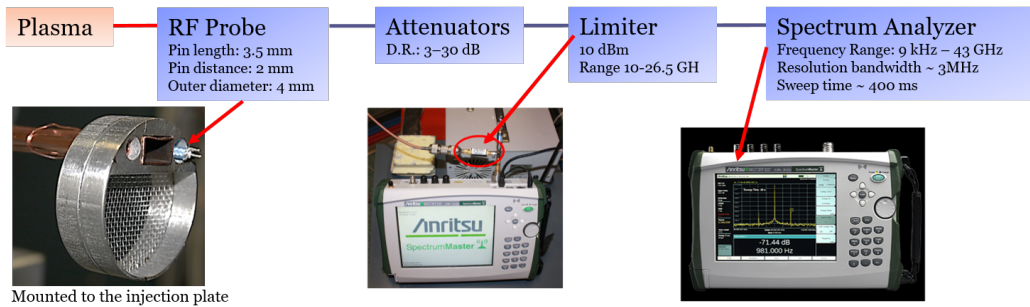 Plasma
RF Probe
Pin length: 3.5 mm
Pin distance: 2 mm
Outer diameter: 4 mm
Attenuators
D.R.: 3–30 dB
Limiter
10 dBm
Range 10-26.5 GH
Spectrum Analyzer
Frequency Range: 9 kHz – 43 GHz
Resolution bandwidth ~ 3MHz
Sweep time ~ 400 ms
Anritsu
Anritsu
SpectrumMaster
Anritsu
-71.44 dB
981.000 Hz
Mounted to the injection plate